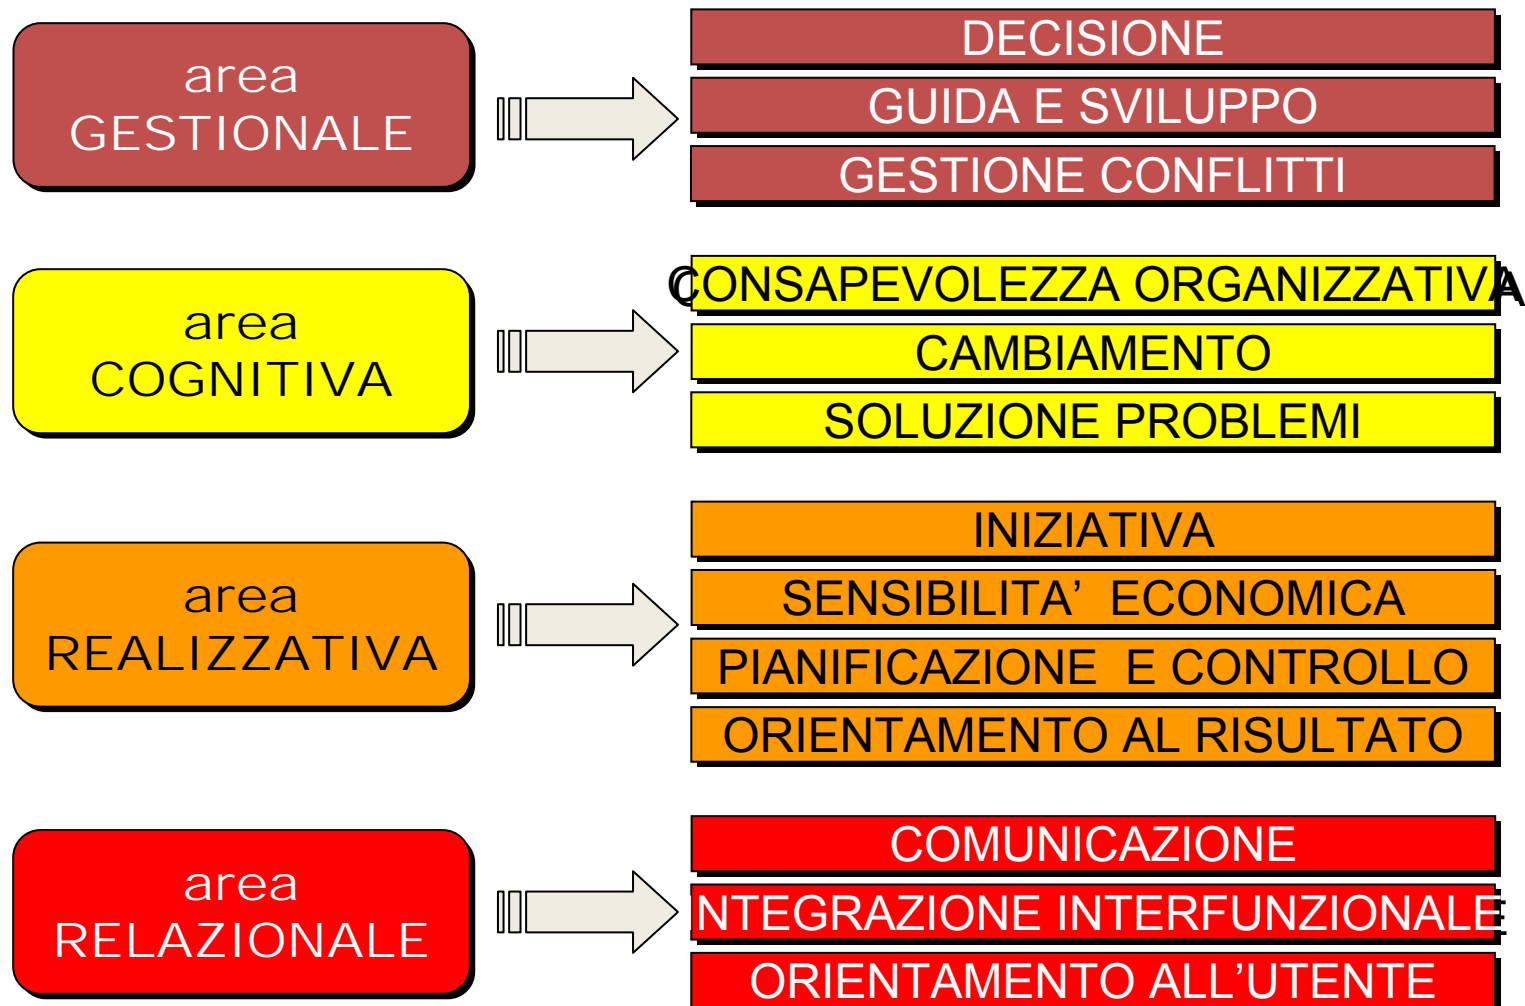 area
GESTIONALE
DECISIONE
GUIDA E SVILUPPO
GESTIONE CONFLITTI
area
COGNITIVA
CONSAPEVOLEZZA ORGANIZZATIVA
CAMBIAMENTO
SOLUZIONE PROBLEMI
area
REALIZZATIVA
INIZIATIVA
SENSIBILITA’ ECONOMICA
PIANIFICAZIONE E CONTROLLO
ORIENTAMENTO AL RISULTATO
area
RELAZIONALE
COMUNICAZIONE
NTEGRAZIONE INTERFUNZIONALE
ORIENTAMENTO ALL’UTENTE